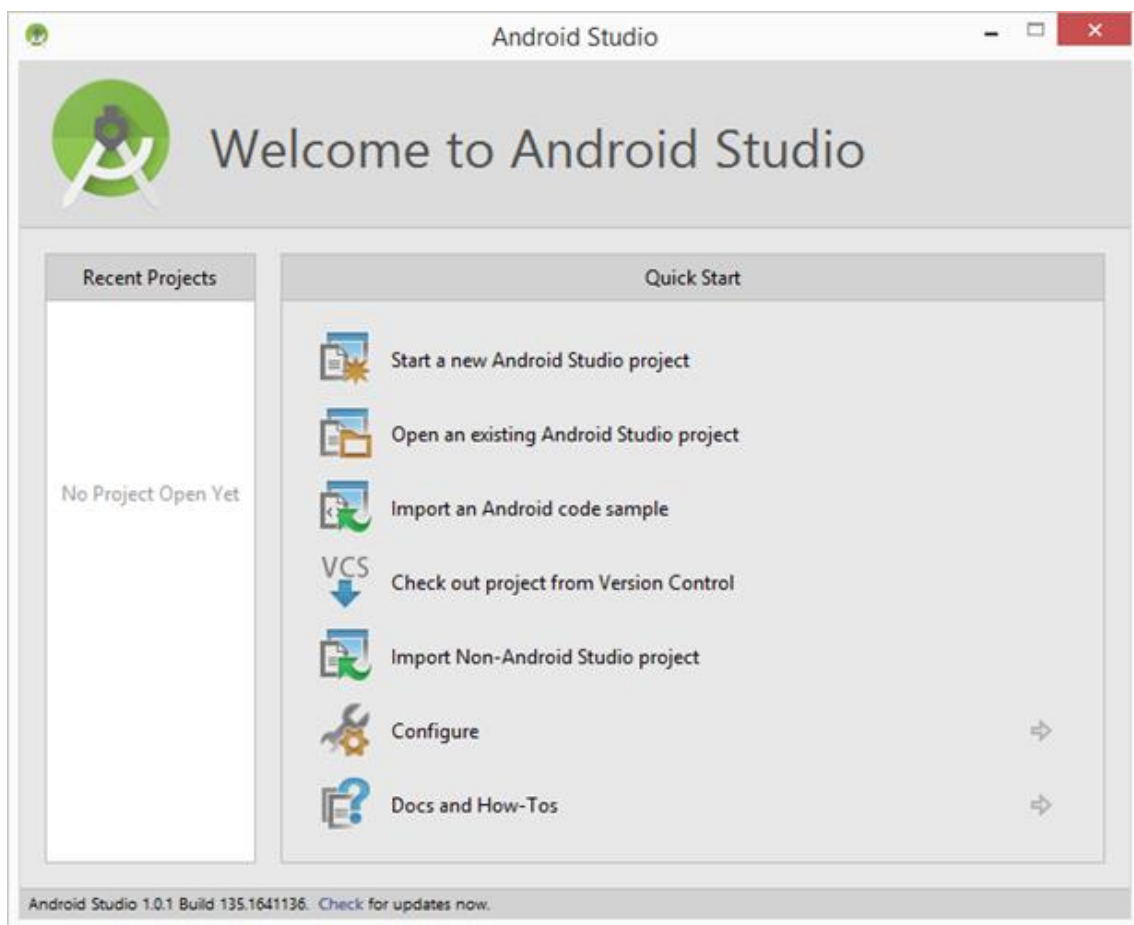 Android Studio
Welcome to Android Studio
Recent Projects
No Project Open Yet
Quick Start
Start a new Android Studio project
Open an existing Android Studio project
Import an Android code sample
VCS
Check out project from Version Control
Import Non-Android Studio project
Configure
Docs and How-Tos
Android Studio 1.0.1 Build 135.1641136. Check for updates now.